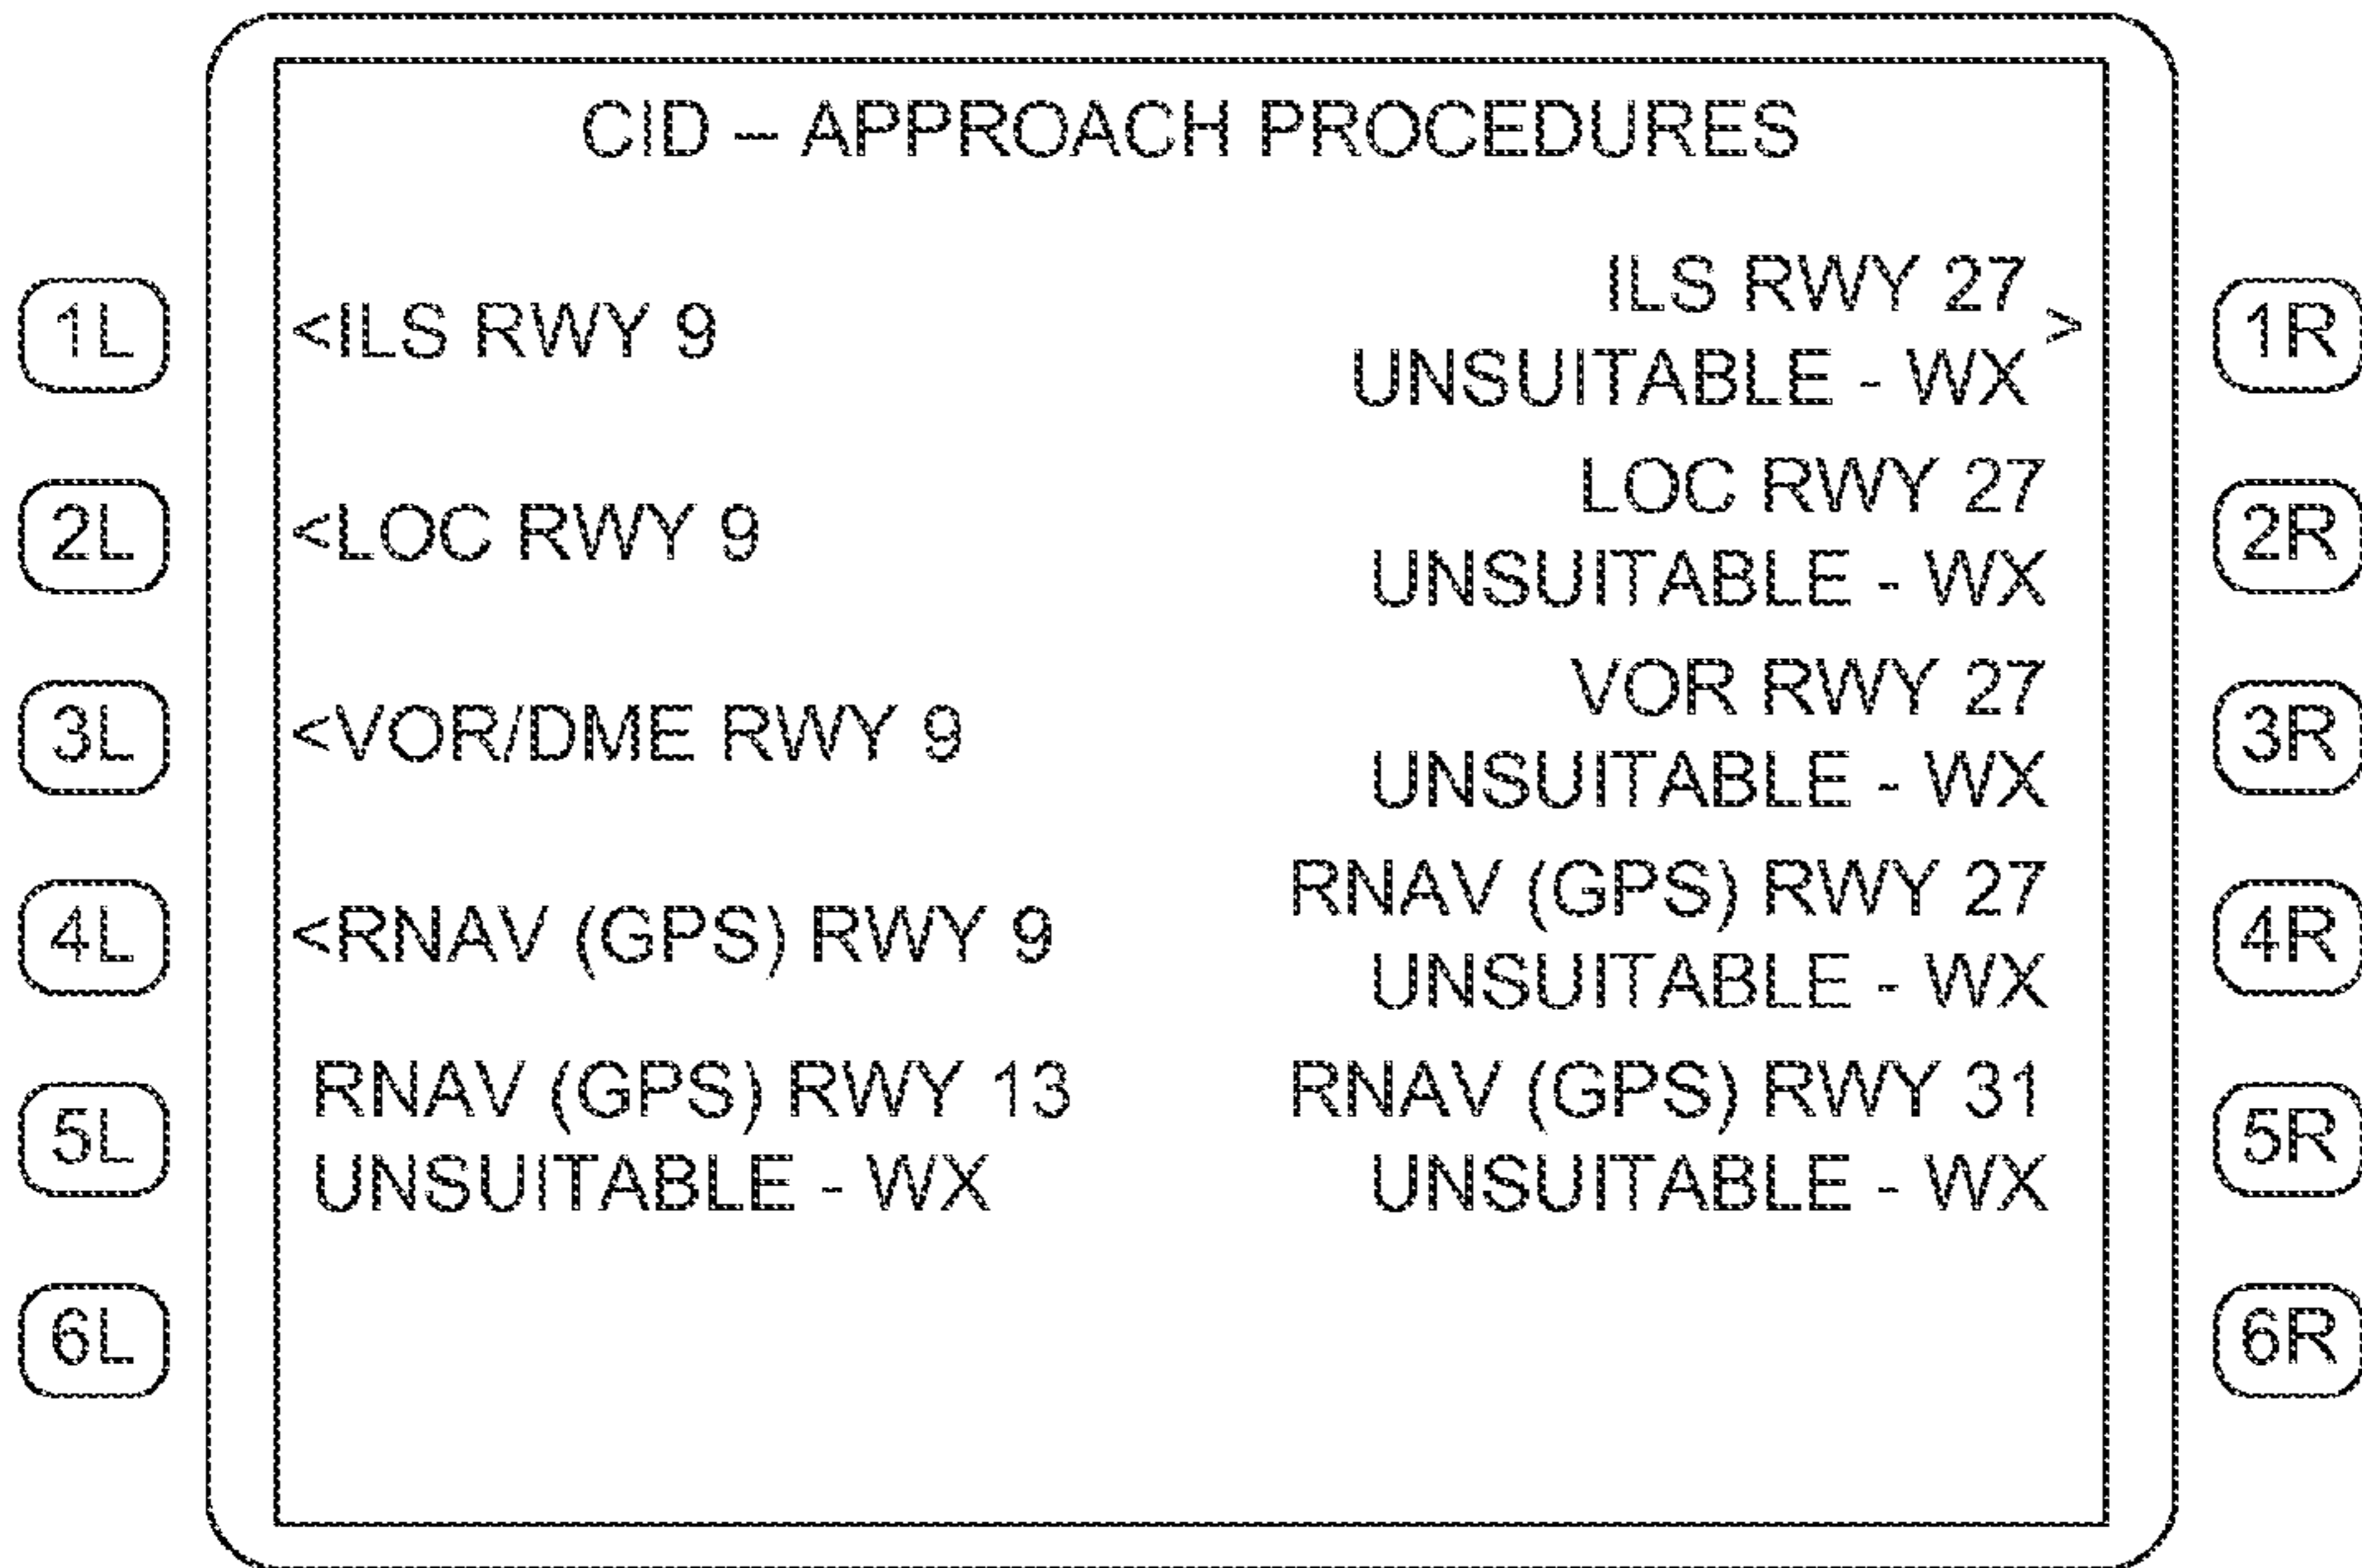 CID – APPROACH PROCEDURES
1L
<ILS RWY 9
ILS RWY 27
UNSUITABLE - WX
>
1R
2L
<LOC RWY 9
LOC RWY 27
UNSUITABLE - WX
2R
3L
<VOR/DME RWY 9
VOR RWY 27
UNSUITABLE - WX
3R
4L
<RNAV (GPS) RWY 9
RNAV (GPS) RWY 27
UNSUITABLE - WX
4R
5L
RNAV (GPS) RWY 13
UNSUITABLE - WX
RNAV (GPS) RWY 31
UNSUITABLE - WX
5R
6L
6R